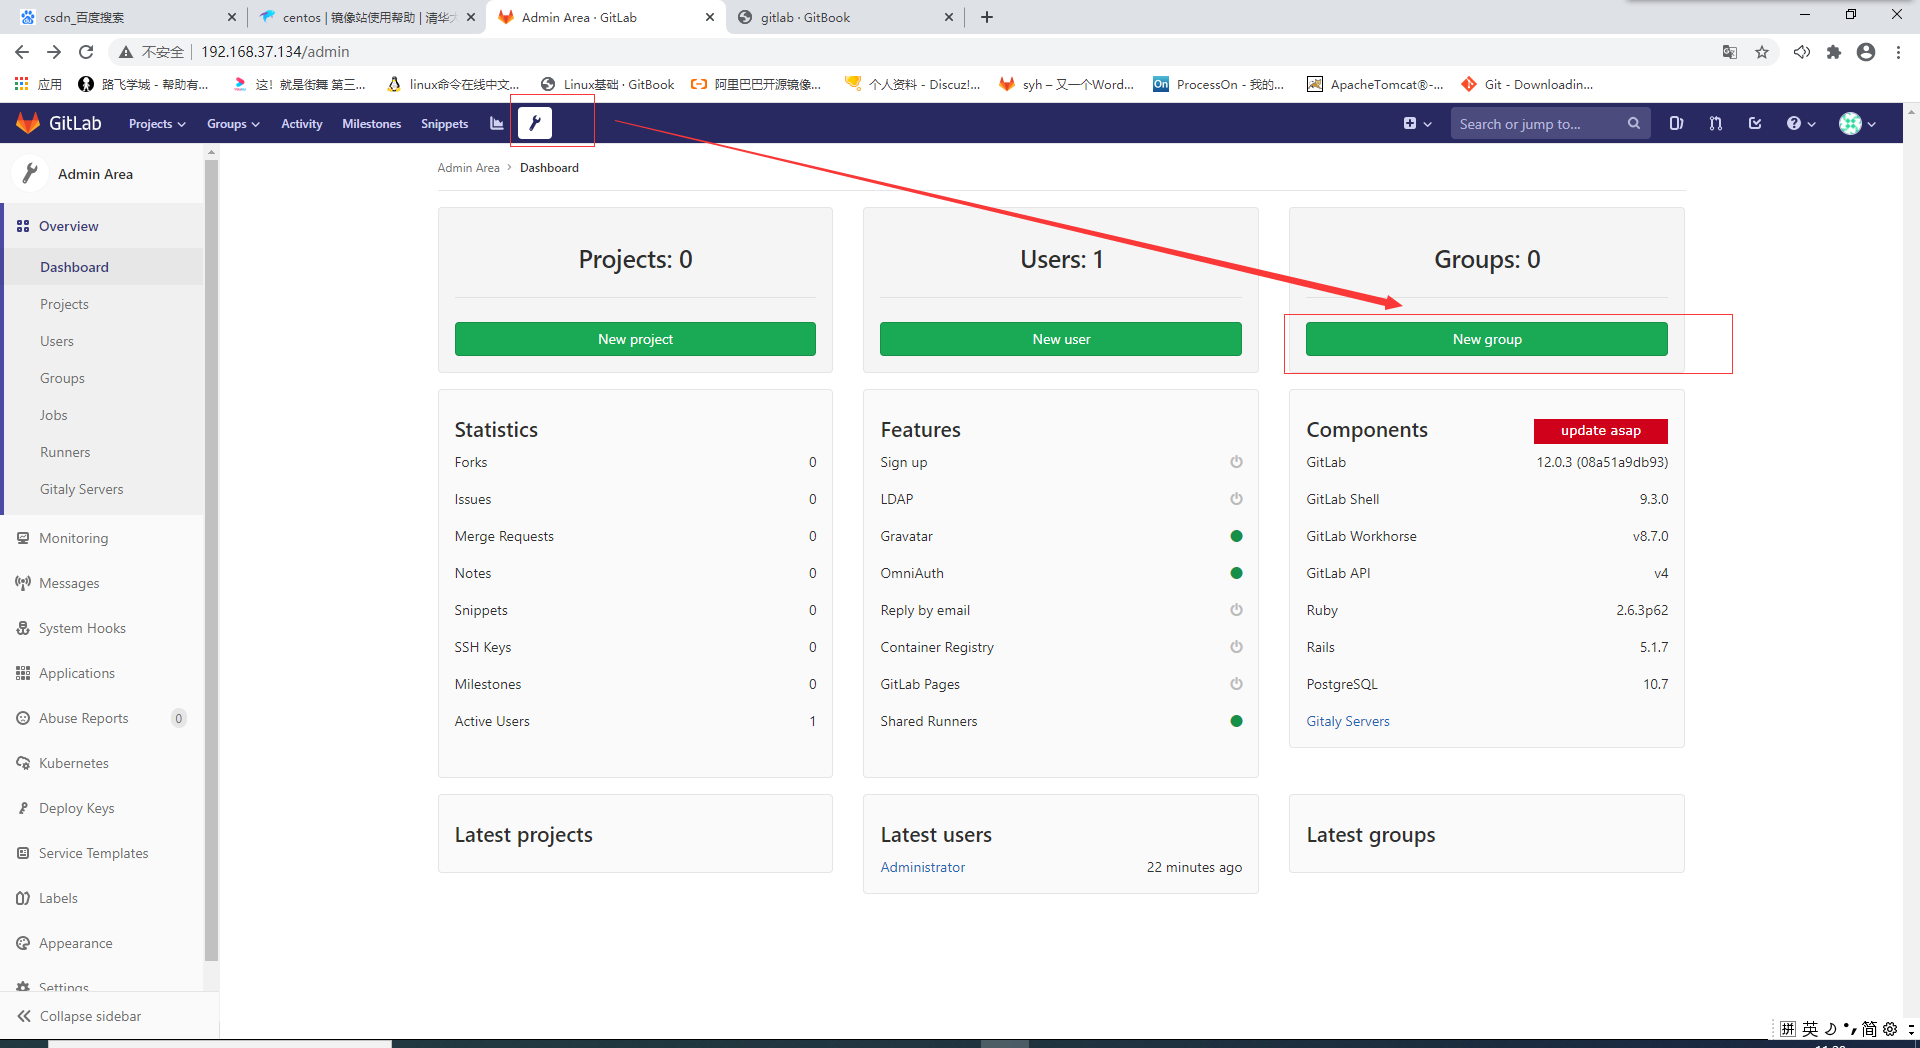 csdn_百度搜索
centos | 镜像站使用帮助 | 清华大
Admin Area · GitLab
gitlab · GitBook
不安全
192.168.37.134/admin
应用
路飞学城 - 帮助有...
这！就是街舞 第三...
linux命令在线中文...
Linux基础 · GitBook
阿里巴巴开源镜像...
个人资料 - Discuz!...
syh – 又一个Word...
On
ProcessOn - 我的...
ApacheTomcat®-...
Git - Downloadin...
GitLab
Projects
Groups
Activity
Milestones
Snippets
Search or jump to...
Admin Area
Overview
Dashboard
Projects
Users
Groups
Jobs
Runners
Gitaly Servers
Monitoring
Messages
System Hooks
Applications
Abuse Reports 0
Kubernetes
Deploy Keys
Service Templates
Labels
Appearance
Settings
Collapse sidebar
Admin Area > Dashboard
Projects: 0
New project
Users: 1
New user
Groups: 0
New group
Statistics
Forks 0
Issues 0
Merge Requests 0
Notes 0
Snippets 0
SSH Keys 0
Milestones 0
Active Users 1
Features
Sign up
LDAP
Gravatar
OmniAuth
Reply by email
Container Registry
GitLab Pages
Shared Runners
Components
update asap
GitLab 12.0.3 (08a51a9db93)
GitLab Shell 9.3.0
GitLab Workhorse v8.7.0
GitLab API v4
Ruby 2.6.3p62
Rails 5.1.7
PostgreSQL 10.7
Gitaly Servers
Latest projects
Latest users
Administrator 22 minutes ago
Latest groups
拼 英 简